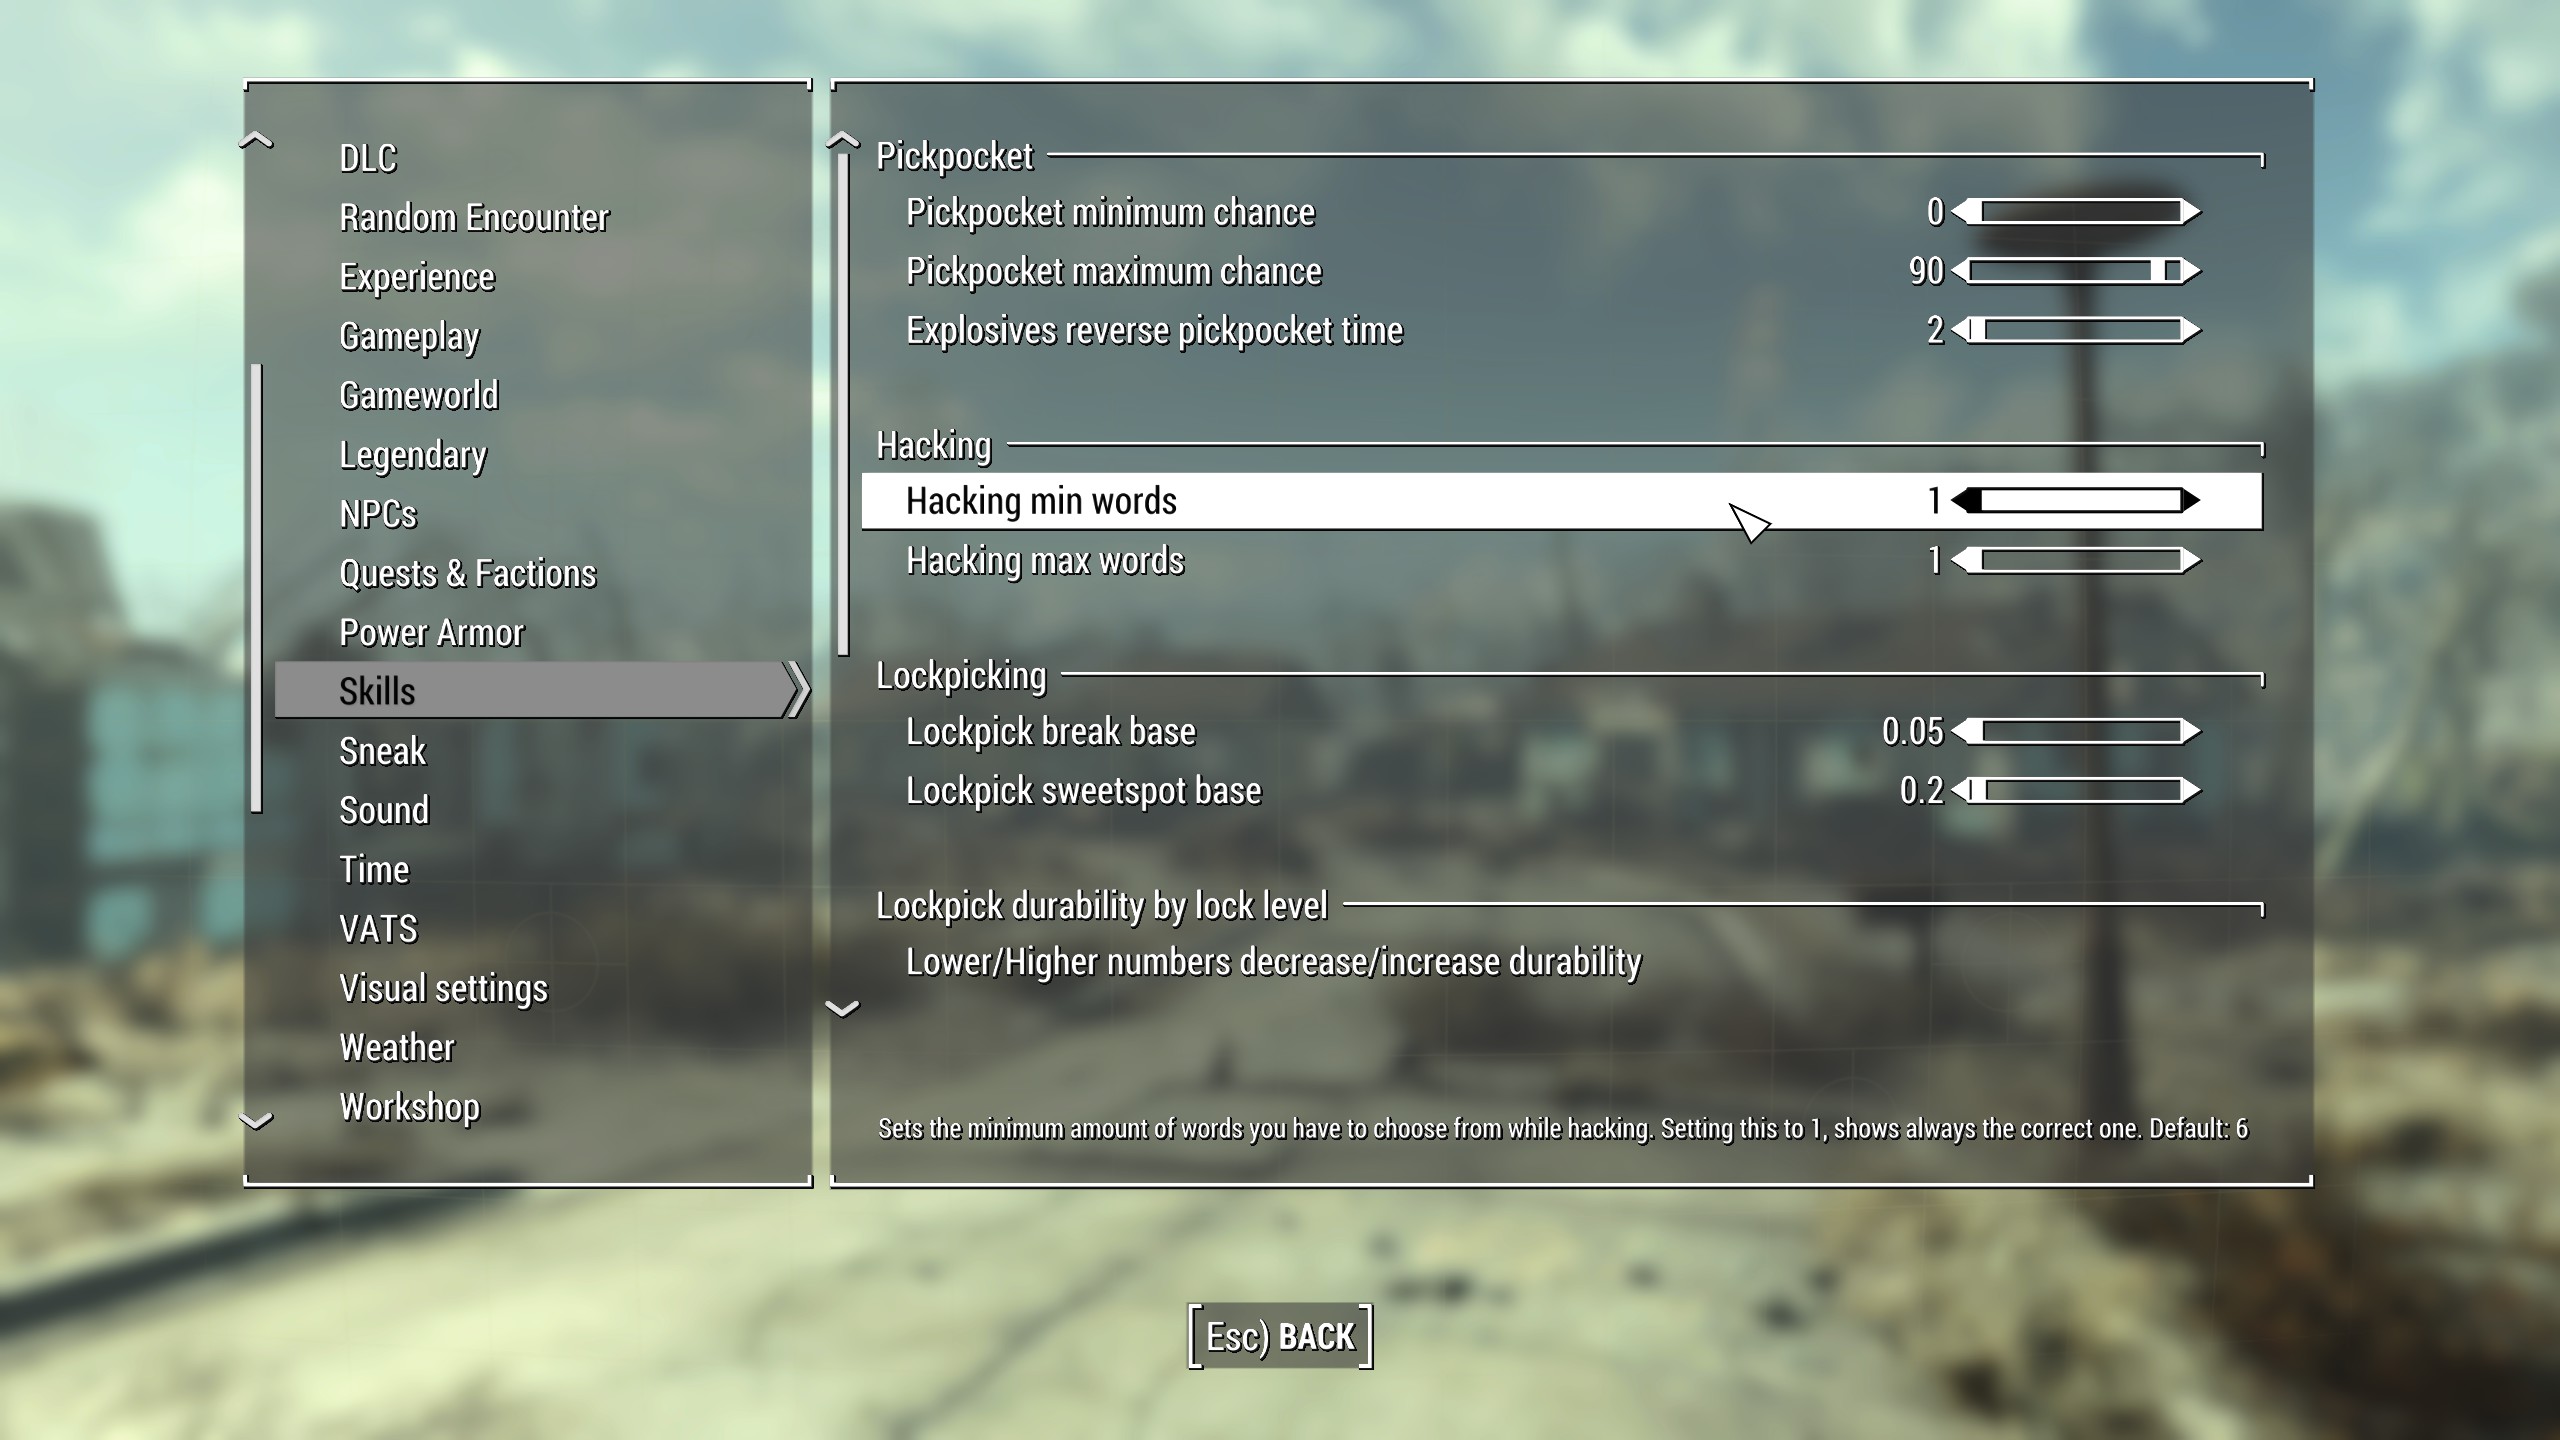 DLC
Random Encounter
Experience
Gameplay
Gameworld
Legendary
NPCs
Quests & Factions
Power Armor
Skills
Sneak
Sound
Time
VATS
Visual settings
Weather
Workshop
Pickpocket
Pickpocket minimum chance 0
Pickpocket maximum chance 90
Explosives reverse pickpocket time 2
Hacking
Hacking min words 1
Hacking max words 1
Lockpicking
Lockpick break base 0.05
Lockpick sweetspot base 0.2
Lockpick durability by lock level
Lower/Higher numbers decrease/increase durability
Sets the minimum amount of words you have to choose from while hacking. Setting this to 1, shows always the correct one. Default: 6
Esc) BACK